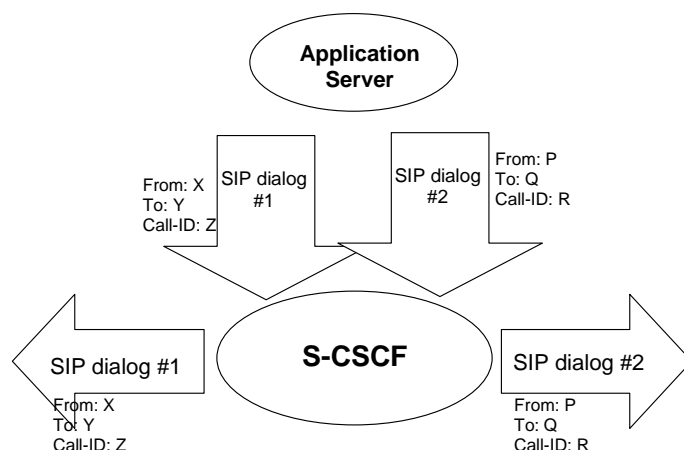 Application
Server
From: X
To: Y
Call-ID: Z
SIP dialog
#1
SIP dialog
#2
From: P
To: Q
Call-ID: R
S-CSCF
SIP dialog #1
From: X
To: Y
Call-ID: Z
SIP dialog #2
From: P
To: Q
Call-ID: R